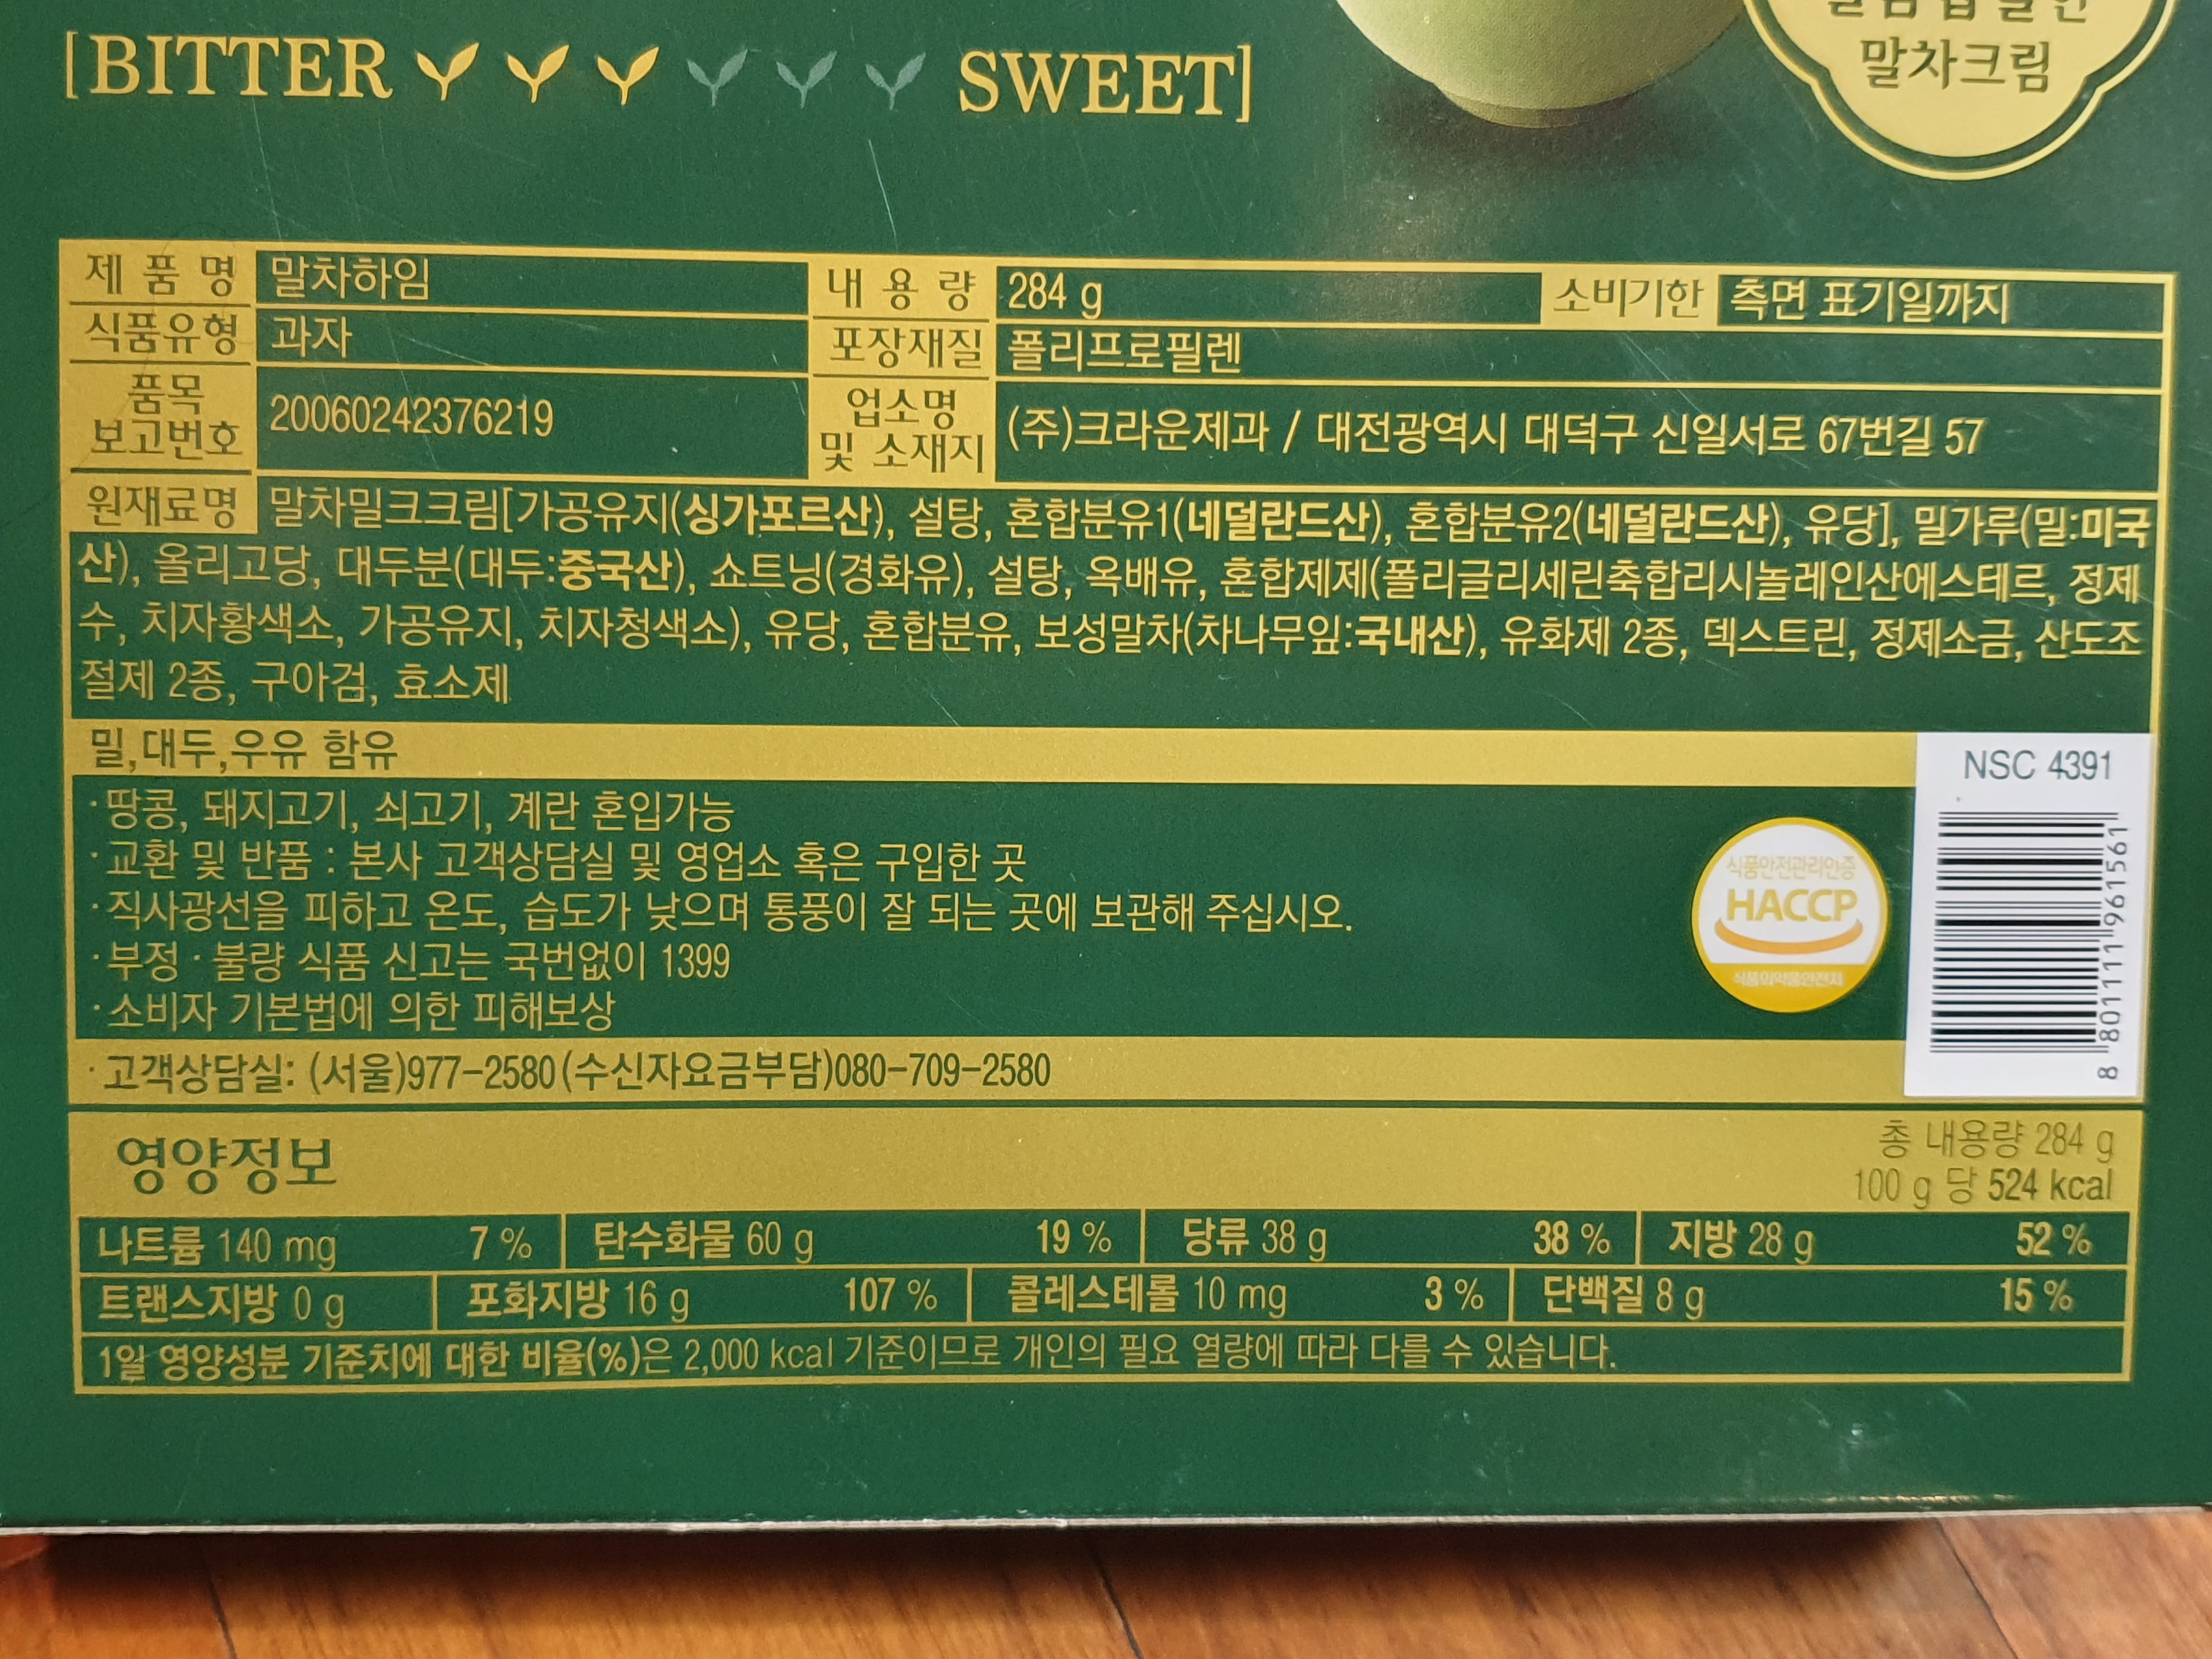 말차크림
[BITTER SWEET]
제품명 말차하임 내용량 284 g 소비기한 측면 표기일까지
식품유형 과자 포장재질 폴리프로필렌
품목 보고번호 20060242376219 업소명 및 소재지 (주)크라운제과 / 대전광역시 대덕구 신일서로 67번길 57
원재료명 말차밀크크림[가공유지(싱가포르산), 설탕, 혼합분유1(네덜란드산), 혼합분유2(네덜란드산), 유당], 밀가루(밀:미국
산), 올리고당, 대두분(대두:중국산), 쇼트닝(경화유), 설탕, 옥배유, 혼합제제(폴리글리세린축합리시놀레인산에스테르, 정제
수, 치자황색소, 가공유지, 치자청색소), 유당, 혼합분유, 보성말차(차나무잎:국내산), 유화제 2종, 덱스트린, 정제소금, 산도조
절제 2종, 구아검, 효소제
밀,대두,우유 함유
·땅콩, 돼지고기, 쇠고기, 계란 혼입가능
·교환 및 반품 : 본사 고객상담실 및 영업소 혹은 구입한 곳
·직사광선을 피하고 온도, 습도가 낮으며 통풍이 잘 되는 곳에 보관해 주십시오.
·부정·불량 식품 신고는 국번없이 1399
·소비자 기본법에 의한 피해보상
·고객상담실: (서울)977-2580(수신자요금부담)080-709-2580
식품안전관리인증
HACCP
식품의약품안전처
NSC 4391
8 801111 961561
영양정보
총 내용량 284 g
100 g 당 524 kcal
나트륨 140 mg 7 % 탄수화물 60 g 19 % 당류 38 g 38 % 지방 28 g 52 %
트랜스지방 0 g 포화지방 16 g 107 % 콜레스테롤 10 mg 3 % 단백질 8 g 15 %
1일 영양성분 기준치에 대한 비율(%)은 2,000 kcal 기준이므로 개인의 필요 열량에 따라 다를 수 있습니다.